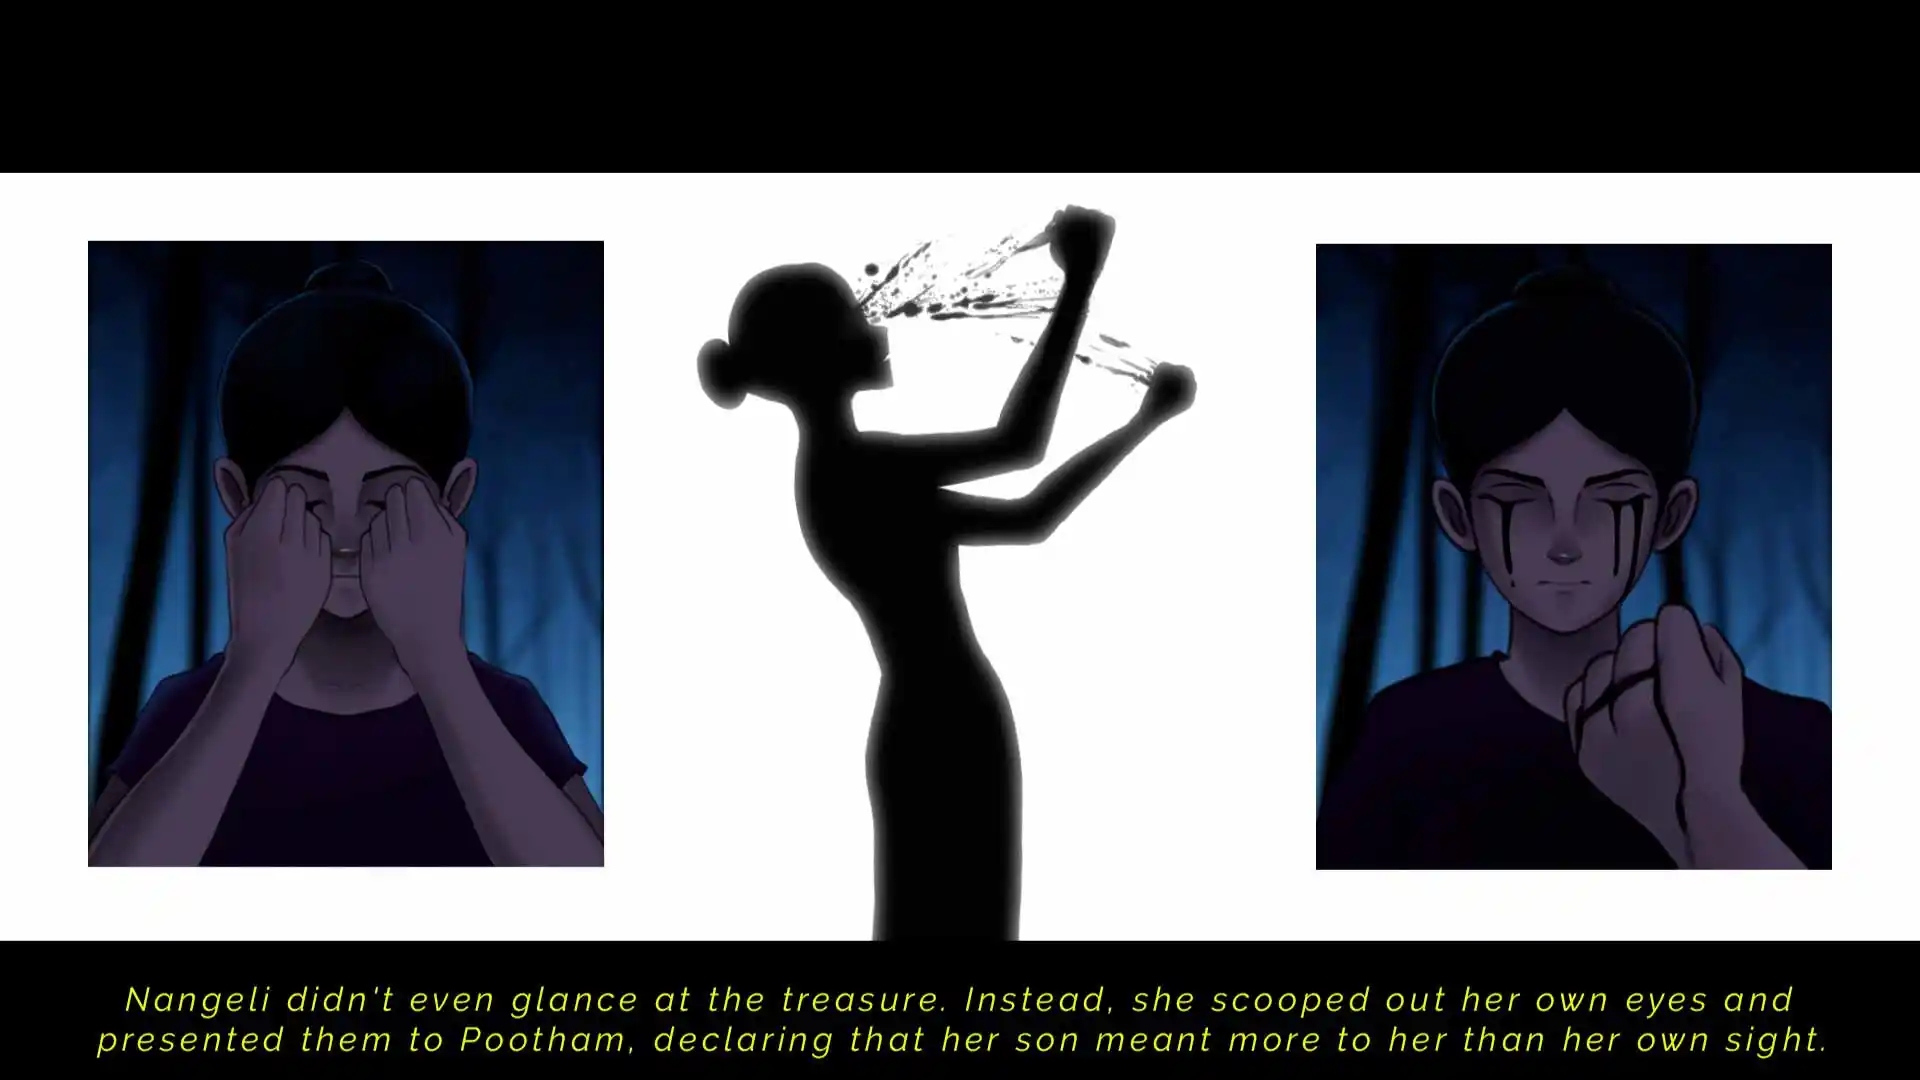 Nangeli didn't even glance at the treasure. Instead, she scooped out her own eyes and
presented them to Pootham, declaring that her son meant more to her than her own sight.